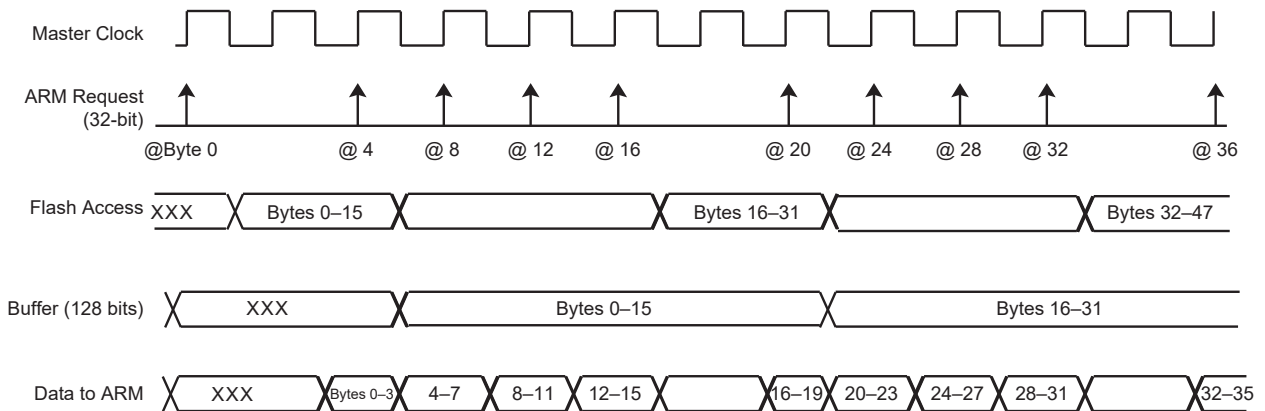 Master Clock
ARM Request
(32-bit)
@Byte 0 @ 4 @ 8 @ 12 @ 16 @ 20 @ 24 @ 28 @ 32 @ 36
Flash Access XXX Bytes 0–15 Bytes 16–31 Bytes 32–47
Buffer (128 bits) XXX Bytes 0–15 Bytes 16–31
Data to ARM XXX Bytes 0–3 4–7 8–11 12–15 16–19 20–23 24–27 28–31 32–35